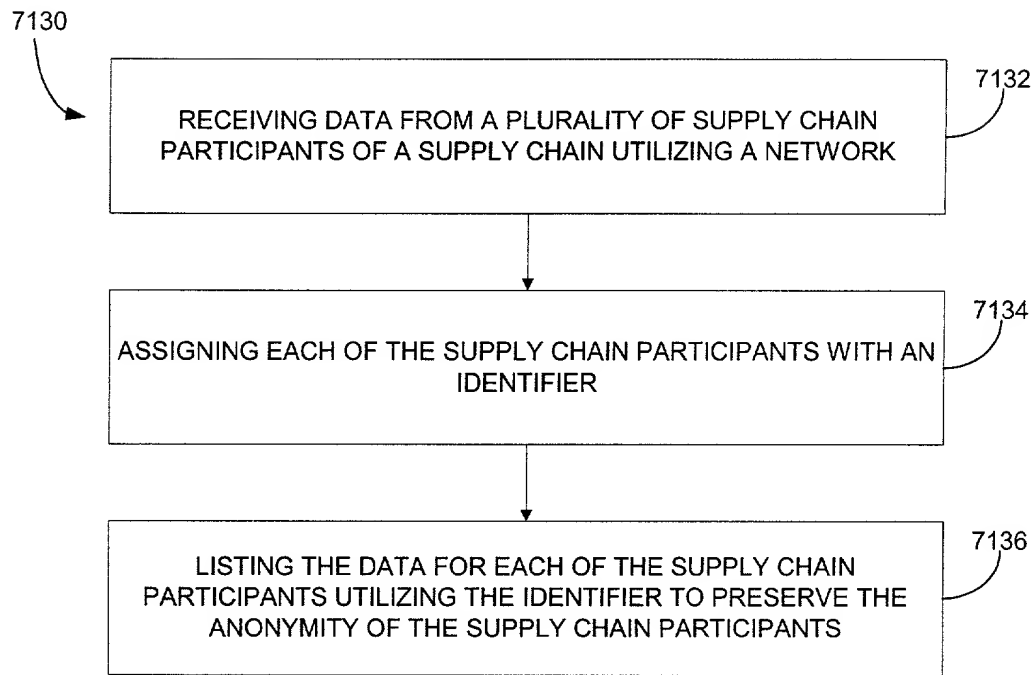 7130
7132
RECEIVING DATA FROM A PLURALITY OF SUPPLY CHAIN
PARTICIPANTS OF A SUPPLY CHAIN UTILIZING A NETWORK
7134
ASSIGNING EACH OF THE SUPPLY CHAIN PARTICIPANTS WITH AN
IDENTIFIER
7136
LISTING THE DATA FOR EACH OF THE SUPPLY CHAIN
PARTICIPANTS UTILIZING THE IDENTIFIER TO PRESERVE THE
ANONYMITY OF THE SUPPLY CHAIN PARTICIPANTS